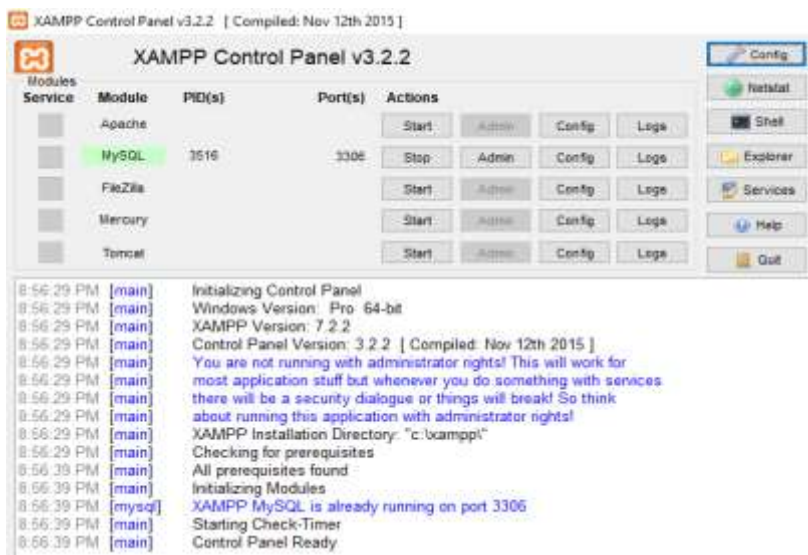 XAMPP Control Panel v3.2.2 [ Compiled: Nov 12th 2015 ]
XAMPP Control Panel v3.2.2
Config
Modules
Service Module PID(s) Port(s) Actions
Netstat
Apache Start Admin Config Logs
Shell
MySQL 3516 3306 Stop Admin Config Logs
Explorer
FileZilla Start Admin Config Logs
Services
Mercury Start Admin Config Logs
Help
Tomcat Start Admin Config Logs
Quit
8:56:29 PM [main] Initializing Control Panel
8:56:29 PM [main] Windows Version: Pro 64-bit
8:56:29 PM [main] XAMPP Version: 7.2.2
8:56:29 PM [main] Control Panel Version: 3.2.2 [ Compiled: Nov 12th 2015 ]
8:56:29 PM [main] You are not running with administrator rights! This will work for
8:56:29 PM [main] most application stuff but whenever you do something with services
8:56:29 PM [main] there will be a security dialogue or things will break! So think
8:56:29 PM [main] about running this application with administrator rights!
8:56:29 PM [main] XAMPP Installation Directory: "c:\xampp\"
8:56:29 PM [main] Checking for prerequisites
8:56:39 PM [main] All prerequisites found
8:56:39 PM [main] Initializing Modules
8:56:39 PM [mysql] XAMPP MySQL is already running on port 3306
8:56:39 PM [main] Starting Check-Timer
8:56:39 PM [main] Control Panel Ready